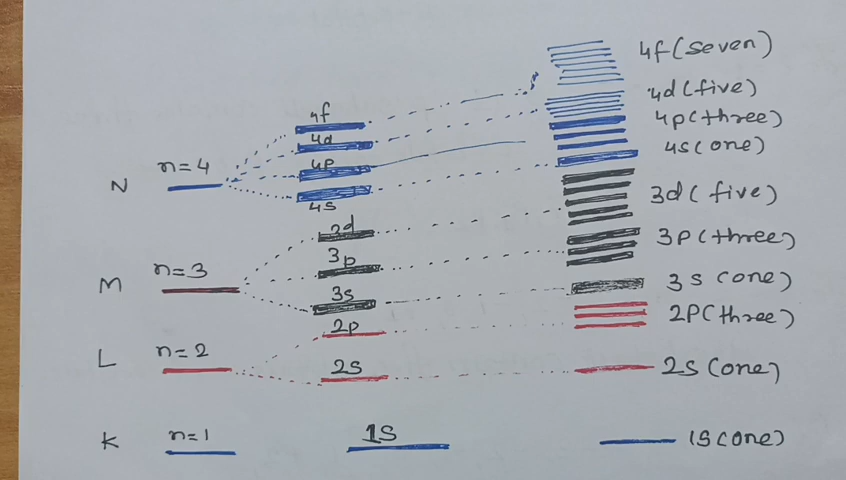 4f(seven)
4d(five)
4p(three)
4s(one)
4f
4d
4p
4s
N n=4
3d(five)
3d
3p(three)
3p
M n=3
3s(one)
3s
2P(three)
2p
L n=2
2s
2s(one)
K n=1
1S
1s(one)